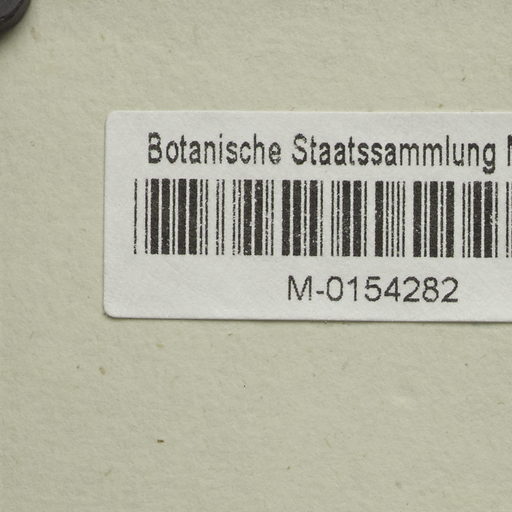 Botanische Staatssammlung
M-0154282